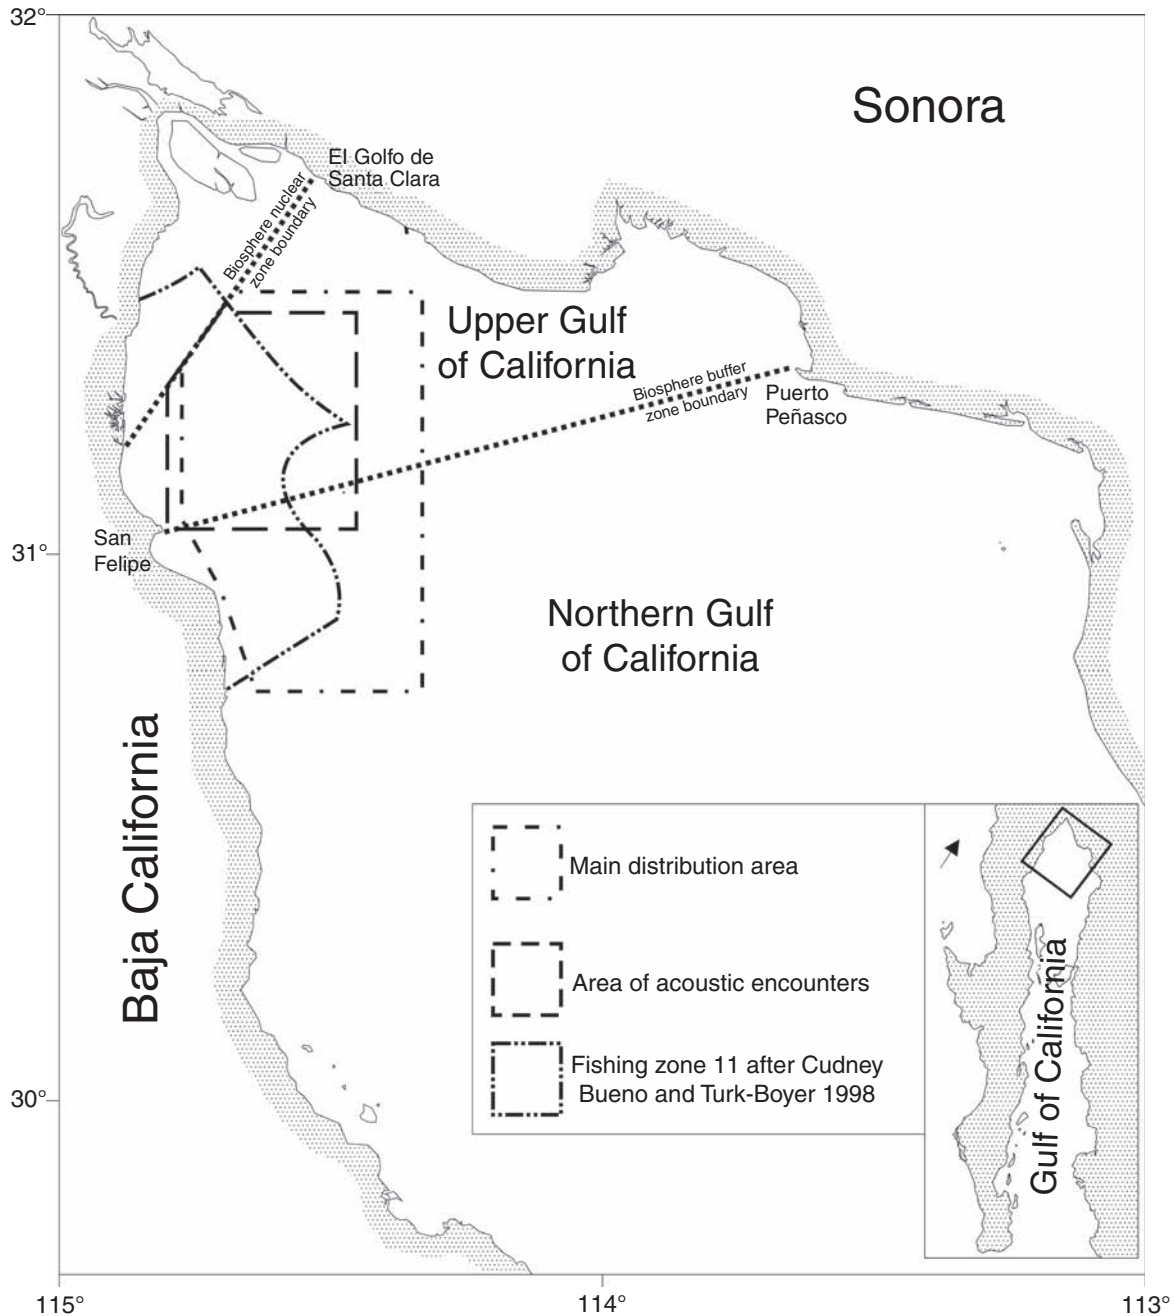 32°
Sonora
El Golfo de
Santa Clara
Biosphere nuclear
zone boundary
Upper Gulf
of California
Biosphere buffer
zone boundary
Puerto
Peñasco
San
Felipe
31°
Northern Gulf
of California
Baja California
Main distribution area
Area of acoustic encounters
Fishing zone 11 after Cudney
Bueno and Turk-Boyer 1998
Gulf of California
30°
115°
114°
113°